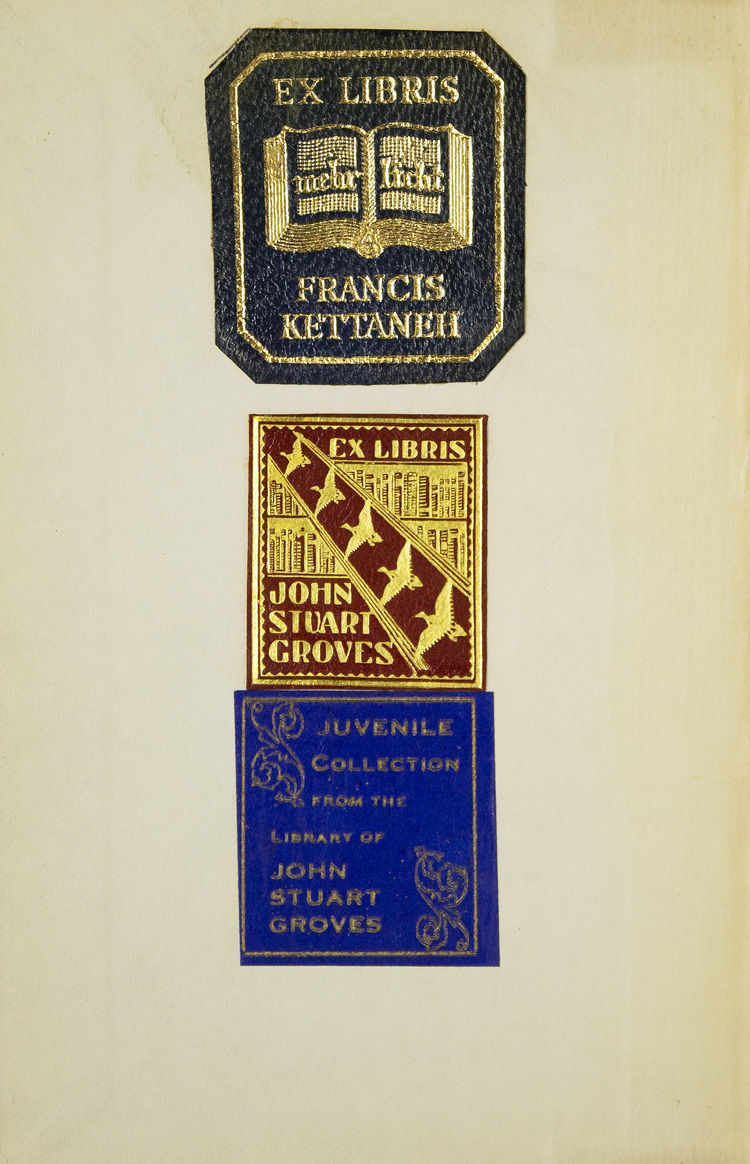 EX LIBRIS
mehr licht
FRANCIS
KETTANEH
EX LIBRIS
JOHN
STUART
GROVES
JUVENILE
COLLECTION
FROM THE
LIBRARY OF
JOHN
STUART
GROVES